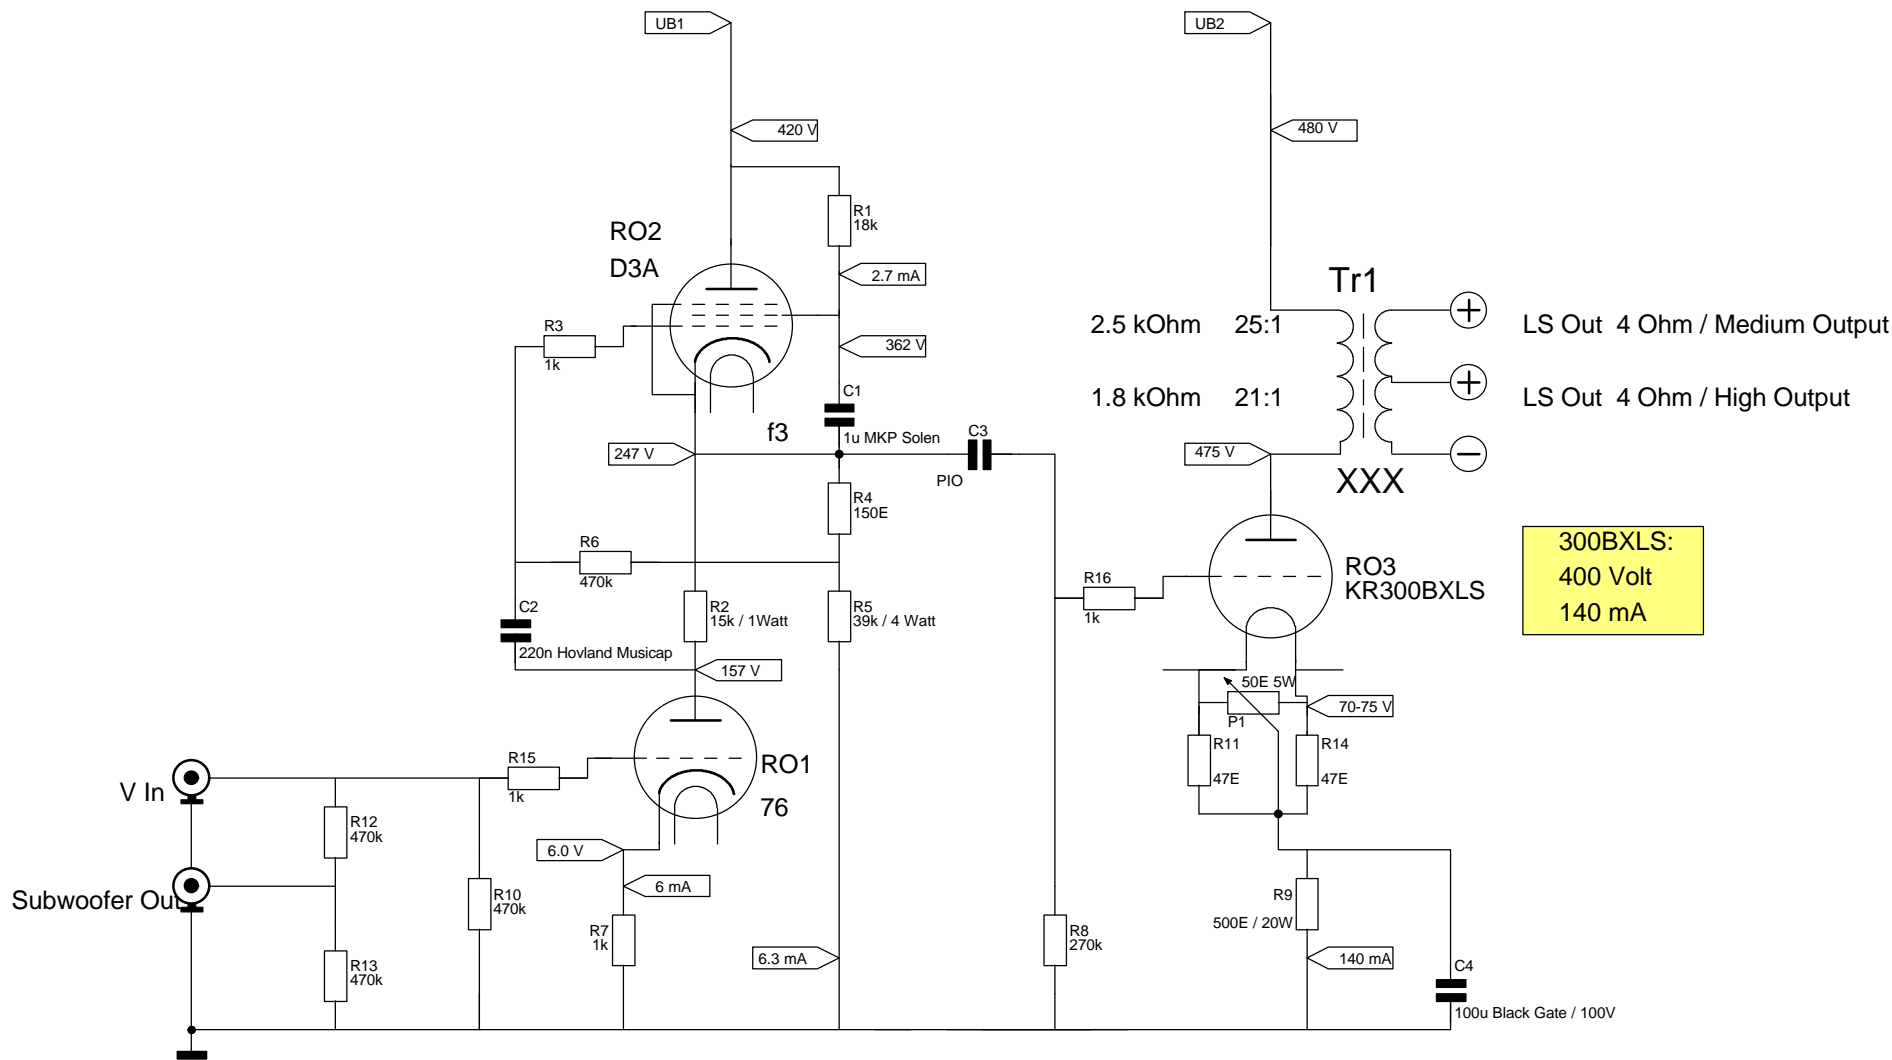 UB1
UB2
420 V
480 V
R1
18k
RO2
D3A
2.7 mA
Tr1
R3
1k
2.5 kOhm 25:1
LS Out 4 Ohm / Medium Output
362 V
C1
1.8 kOhm 21:1
LS Out 4 Ohm / High Output
f3
1u MKP Solen
C3
247 V
475 V
PIO
XXX
R4
150E
R6
470k
300BXLS:
400 Volt
140 mA
RO3
KR300BXLS
R16
1k
C2
220n Hovland Musicap
R2
15k / 1Watt
R5
39k / 4 Watt
157 V
50E 5W
P1
70-75 V
R11
47E
R14
47E
R15
1k
RO1
76
V In
R12
470k
6.0 V
6 mA
Subwoofer Out
R10
470k
R9
500E / 20W
R7
1k
R8
270k
R13
470k
6.3 mA
140 mA
C4
100u Black Gate / 100V